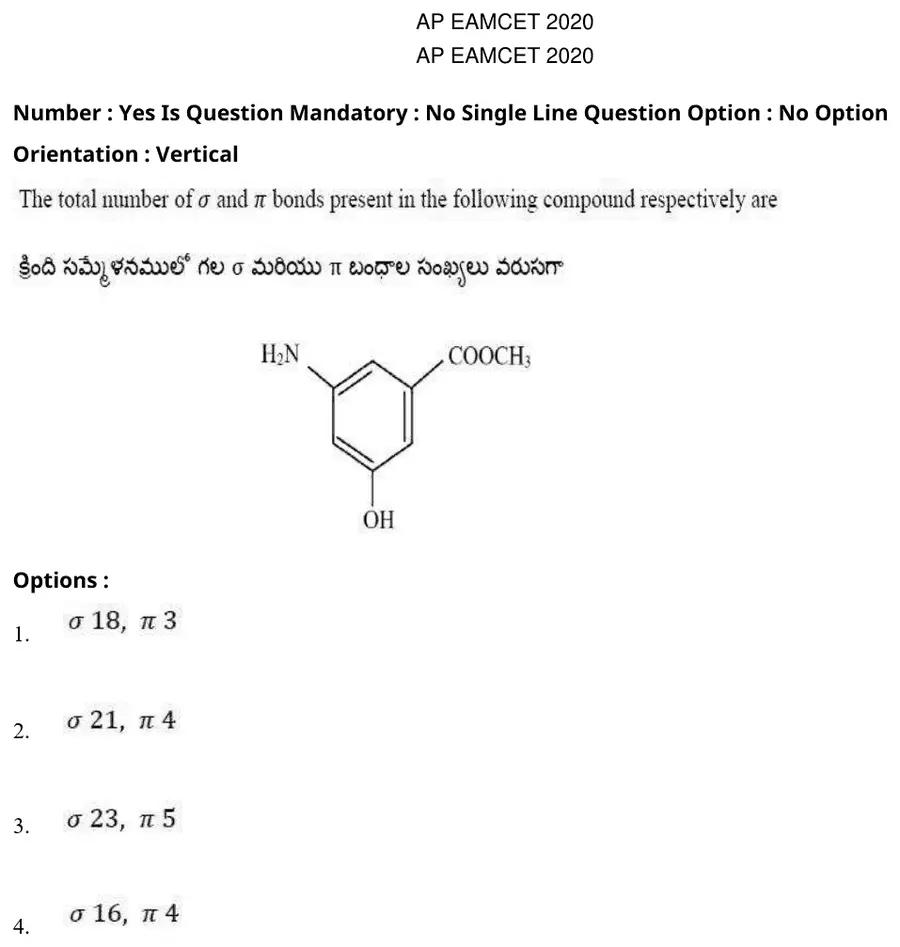 AP EAMCET 2020
AP EAMCET 2020
Number : Yes Is Question Mandatory : No Single Line Question Option : No Option
Orientation : Vertical
The total number of σ and π bonds present in the following compound respectively are
క్రింది సమ్మేళనములో గల σ మరియు π బంధాల సంఖ్యలు వరుసగా
H₂N
COOCH₃
OH
Options :
1. σ 18, π 3
2. σ 21, π 4
3. σ 23, π 5
4. σ 16, π 4